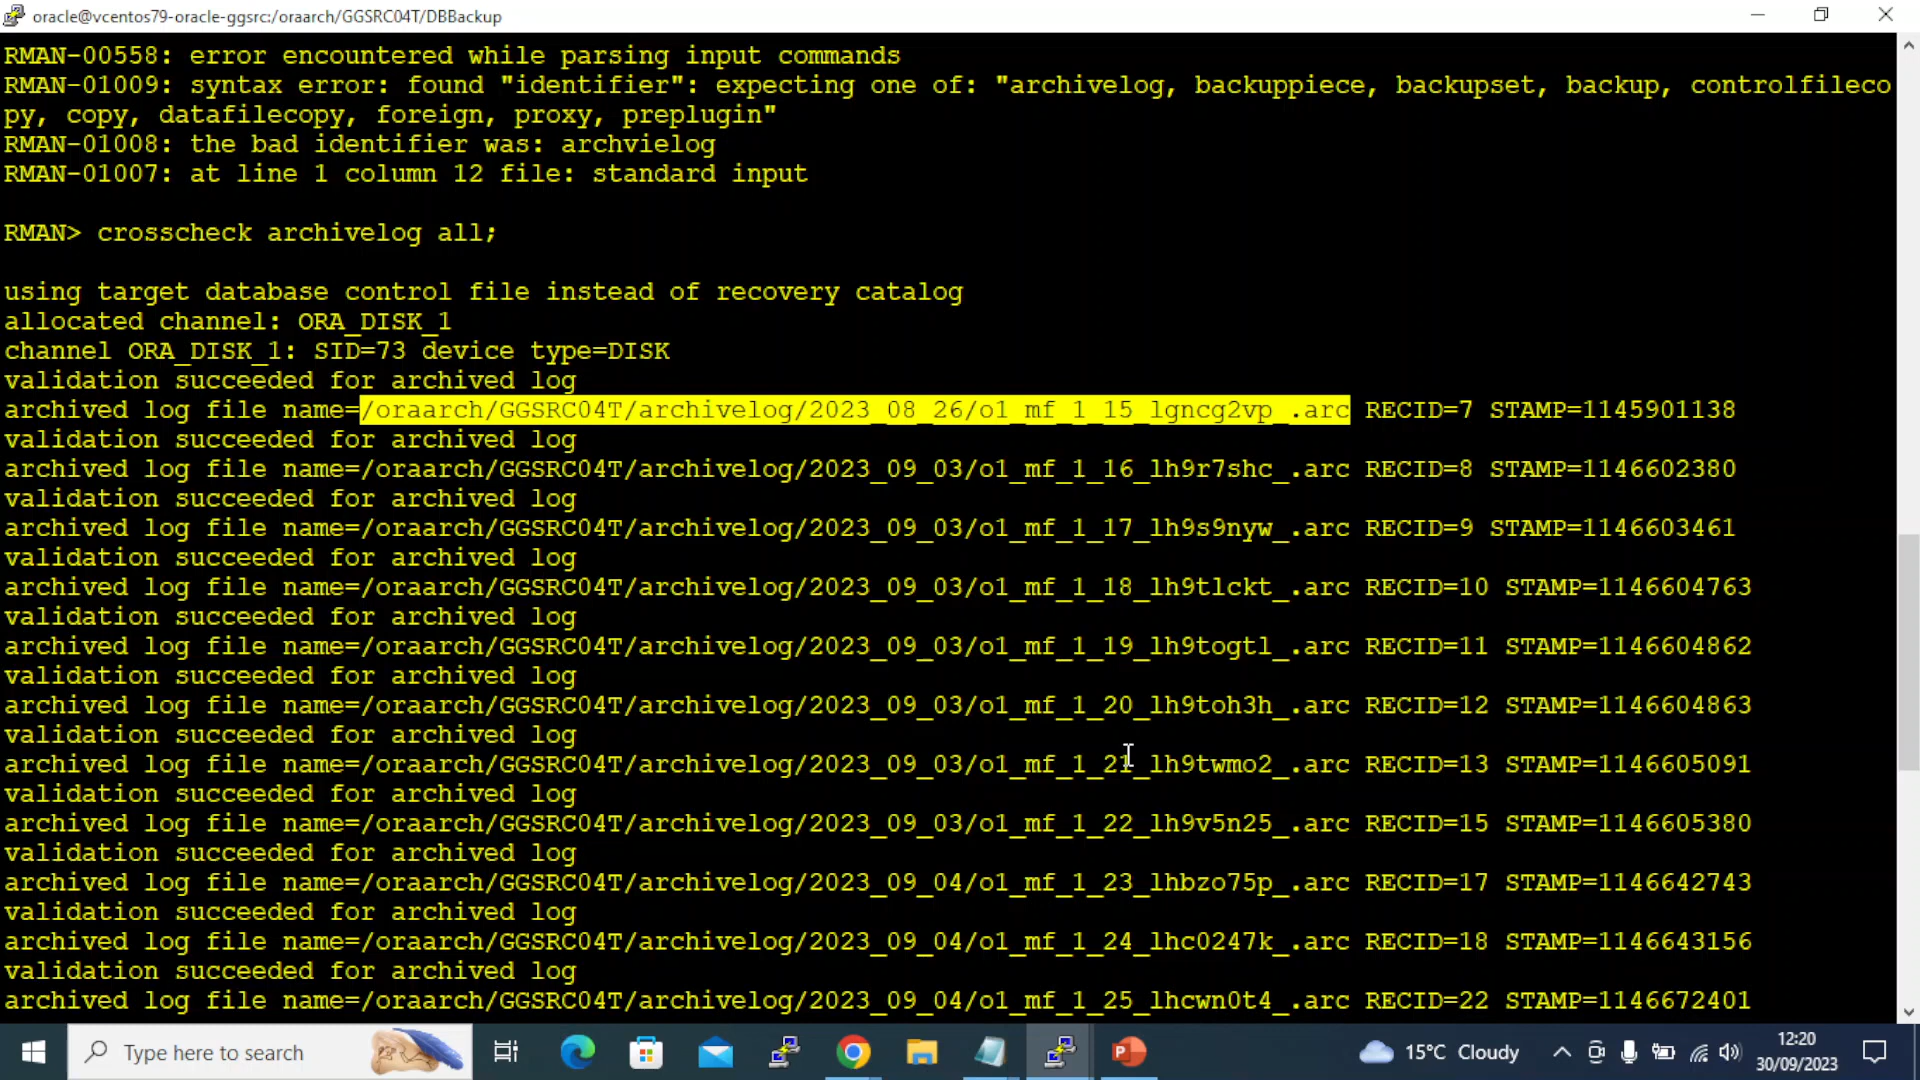 oracle@vcentos79-oracle-ggsrc:/oraarch/GGSRC04T/DBBackup
RMAN-00558: error encountered while parsing input commands
RMAN-01009: syntax error: found "identifier": expecting one of: "archivelog, backuppiece, backupset, backup, controlfileco
py, copy, datafilecopy, foreign, proxy, preplugin"
RMAN-01008: the bad identifier was: archvielog
RMAN-01007: at line 1 column 12 file: standard input
RMAN> crosscheck archivelog all;
using target database control file instead of recovery catalog
allocated channel: ORA_DISK_1
channel ORA_DISK_1: SID=73 device type=DISK
validation succeeded for archived log
archived log file name=/oraarch/GGSRC04T/archivelog/2023_08_26/o1_mf_1_15_lgncg2vp_.arc RECID=7 STAMP=1145901138
validation succeeded for archived log
archived log file name=/oraarch/GGSRC04T/archivelog/2023_09_03/o1_mf_1_16_lh9r7shc_.arc RECID=8 STAMP=1146602380
validation succeeded for archived log
archived log file name=/oraarch/GGSRC04T/archivelog/2023_09_03/o1_mf_1_17_lh9s9nyw_.arc RECID=9 STAMP=1146603461
validation succeeded for archived log
archived log file name=/oraarch/GGSRC04T/archivelog/2023_09_03/o1_mf_1_18_lh9tlckt_.arc RECID=10 STAMP=1146604763
validation succeeded for archived log
archived log file name=/oraarch/GGSRC04T/archivelog/2023_09_03/o1_mf_1_19_lh9togtl_.arc RECID=11 STAMP=1146604862
validation succeeded for archived log
archived log file name=/oraarch/GGSRC04T/archivelog/2023_09_03/o1_mf_1_20_lh9toh3h_.arc RECID=12 STAMP=1146604863
validation succeeded for archived log
archived log file name=/oraarch/GGSRC04T/archivelog/2023_09_03/o1_mf_1_21_lh9twmo2_.arc RECID=13 STAMP=1146605091
validation succeeded for archived log
archived log file name=/oraarch/GGSRC04T/archivelog/2023_09_03/o1_mf_1_22_lh9v5n25_.arc RECID=15 STAMP=1146605380
validation succeeded for archived log
archived log file name=/oraarch/GGSRC04T/archivelog/2023_09_04/o1_mf_1_23_lhbzo75p_.arc RECID=17 STAMP=1146642743
validation succeeded for archived log
archived log file name=/oraarch/GGSRC04T/archivelog/2023_09_04/o1_mf_1_24_lhc0247k_.arc RECID=18 STAMP=1146643156
validation succeeded for archived log
archived log file name=/oraarch/GGSRC04T/archivelog/2023_09_04/o1_mf_1_25_lhcwn0t4_.arc RECID=22 STAMP=1146672401
Type here to search
15°C Cloudy
12:20
30/09/2023